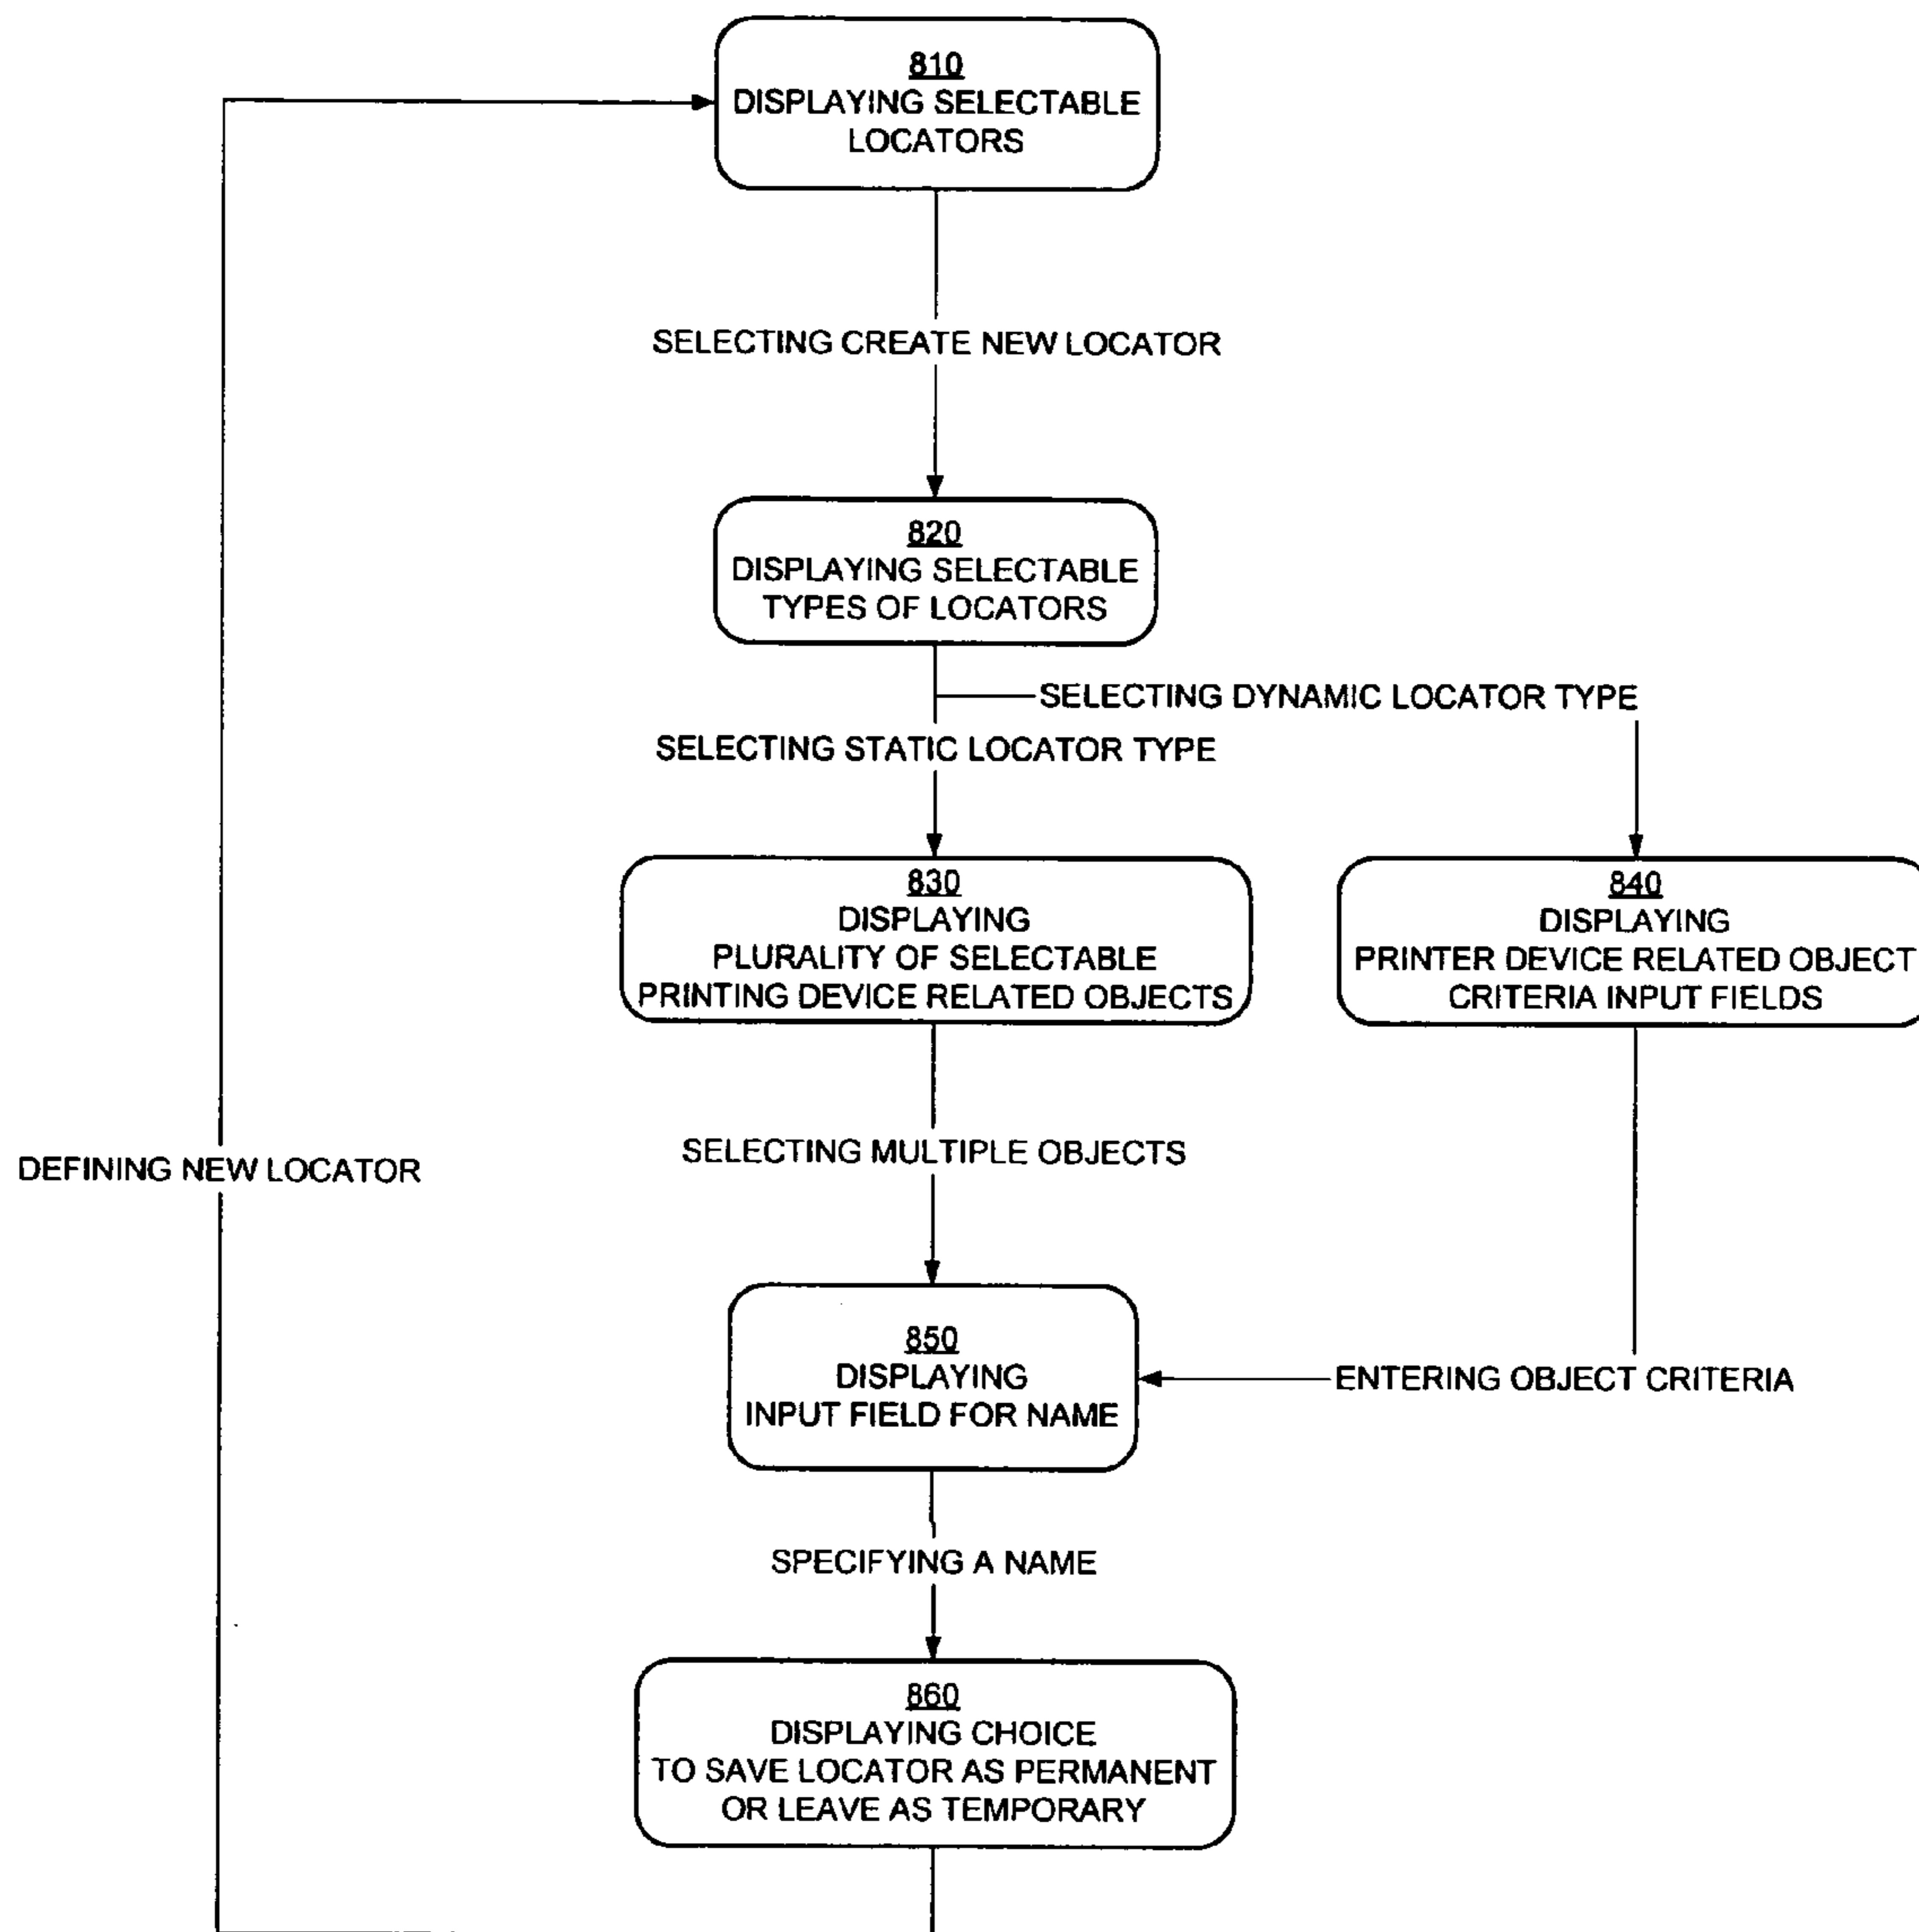 810
DISPLAYING SELECTABLE
LOCATORS
SELECTING CREATE NEW LOCATOR
820
DISPLAYING SELECTABLE
TYPES OF LOCATORS
SELECTING DYNAMIC LOCATOR TYPE
SELECTING STATIC LOCATOR TYPE
830
DISPLAYING
PLURALITY OF SELECTABLE
PRINTING DEVICE RELATED OBJECTS
840
DISPLAYING
PRINTER DEVICE RELATED OBJECT
CRITERIA INPUT FIELDS
SELECTING MULTIPLE OBJECTS
DEFINING NEW LOCATOR
850
DISPLAYING
INPUT FIELD FOR NAME
ENTERING OBJECT CRITERIA
SPECIFYING A NAME
860
DISPLAYING CHOICE
TO SAVE LOCATOR AS PERMANENT
OR LEAVE AS TEMPORARY